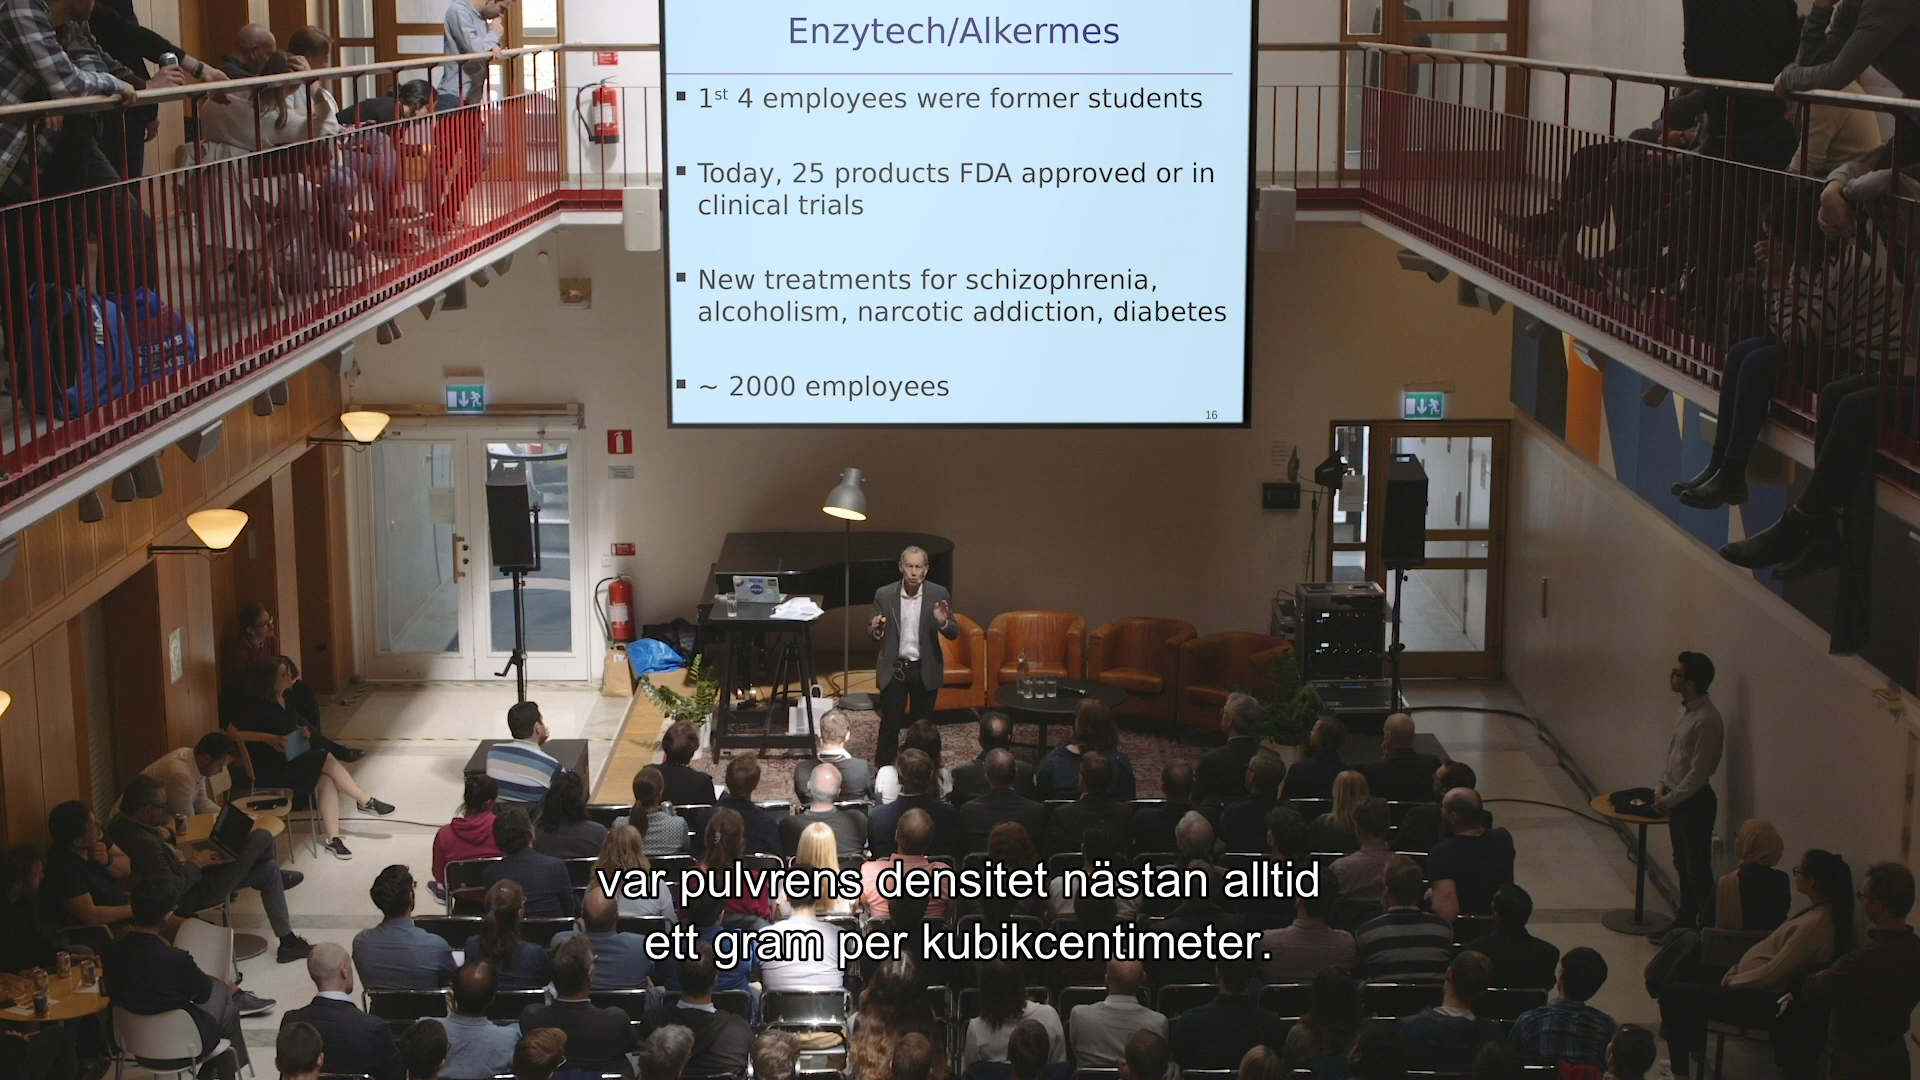 Enzytech/Alkermes
▪ 1st 4 employees were former students
▪ Today, 25 products FDA approved or in
clinical trials
▪ New treatments for schizophrenia,
alcoholism, narcotic addiction, diabetes
▪ ~ 2000 employees
16
var pulvrens densitet nästan alltid
ett gram per kubikcentimeter.